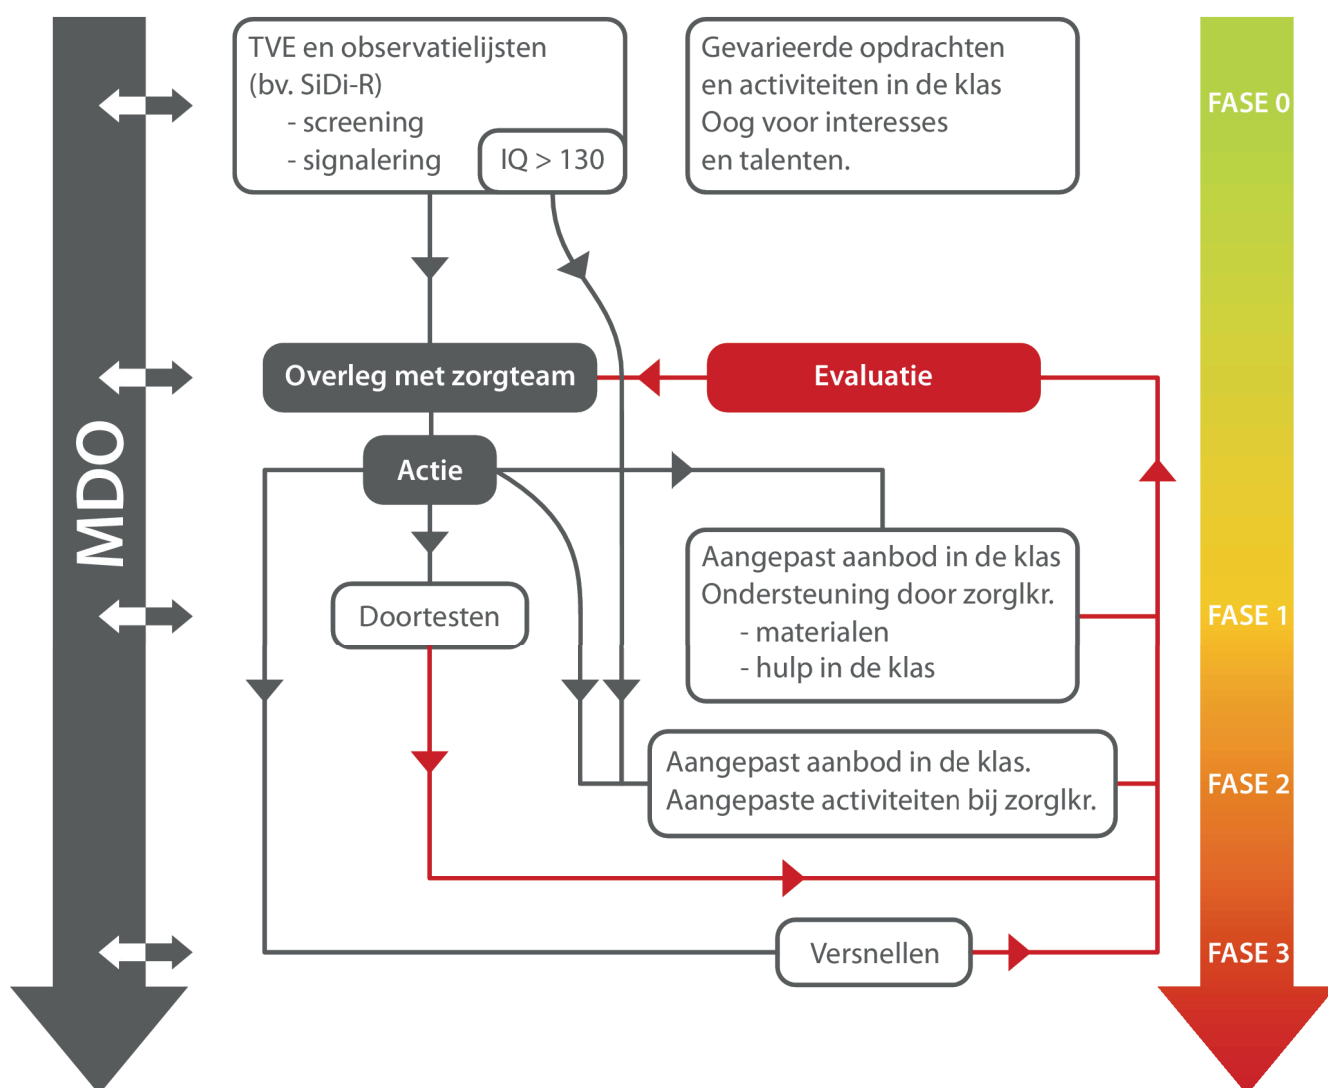 TVE en observatielijsten
(bv. SiDi-R)
- screening
- signalering
IQ > 130
Gevarieerde opdrachten
en activiteiten in de klas
Oog voor interesses
en talenten.
FASE 0
MDO
Overleg met zorgteam
Evaluatie
Actie
Doortesten
Aangepast aanbod in de klas
Ondersteuning door zorglkr.
- materialen
- hulp in de klas
FASE 1
Aangepast aanbod in de klas.
Aangepaste activiteiten bij zorglkr.
FASE 2
Versnellen
FASE 3